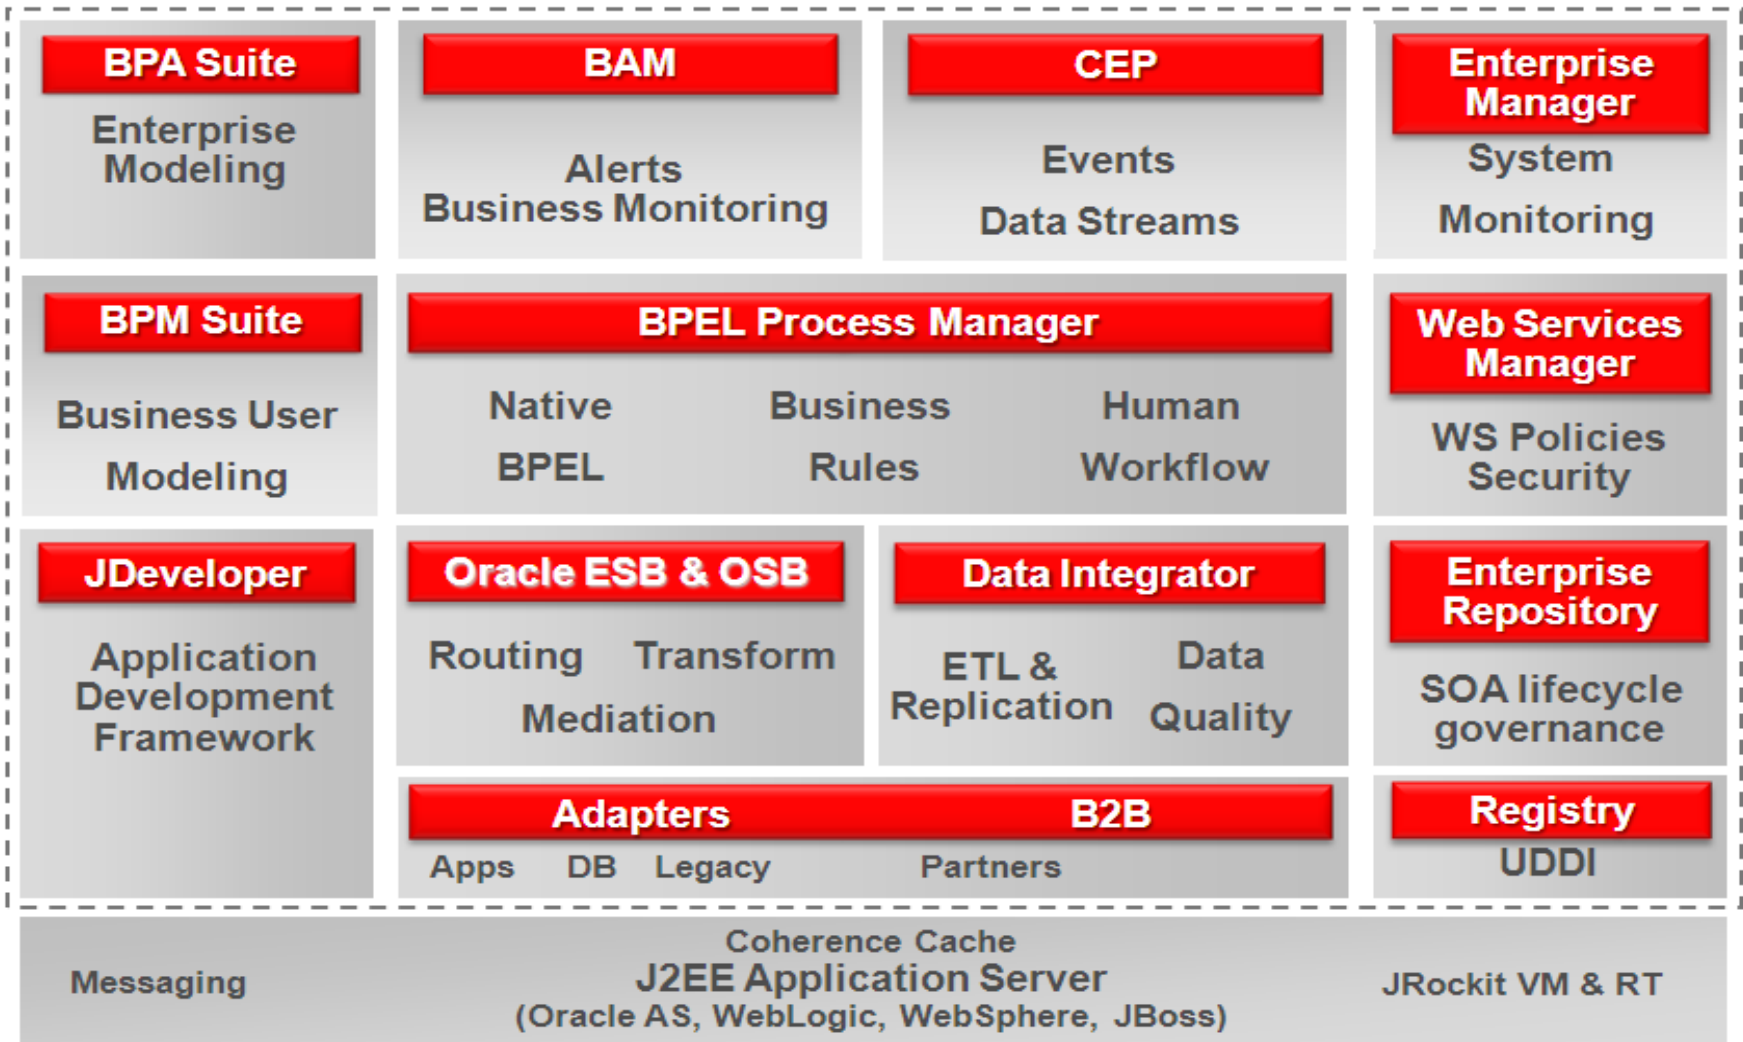 BPA Suite
Enterprise
Modeling
BAM
Alerts
Business Monitoring
CEP
Events
Data Streams
Enterprise
Manager
System
Monitoring
BPM Suite
Business User
Modeling
BPEL Process Manager
Native Business Human
BPEL Rules Workflow
Web Services
Manager
WS Policies
Security
JDeveloper
Application
Development
Framework
Oracle ESB & OSB
Routing Transform
Mediation
Data Integrator
ETL &
Replication
Data
Quality
Enterprise
Repository
SOA lifecycle
governance
Adapters B2B
Apps DB Legacy Partners
Registry
UDDI
Messaging
Coherence Cache
J2EE Application Server
(Oracle AS, WebLogic, WebSphere, JBoss)
JRockit VM & RT